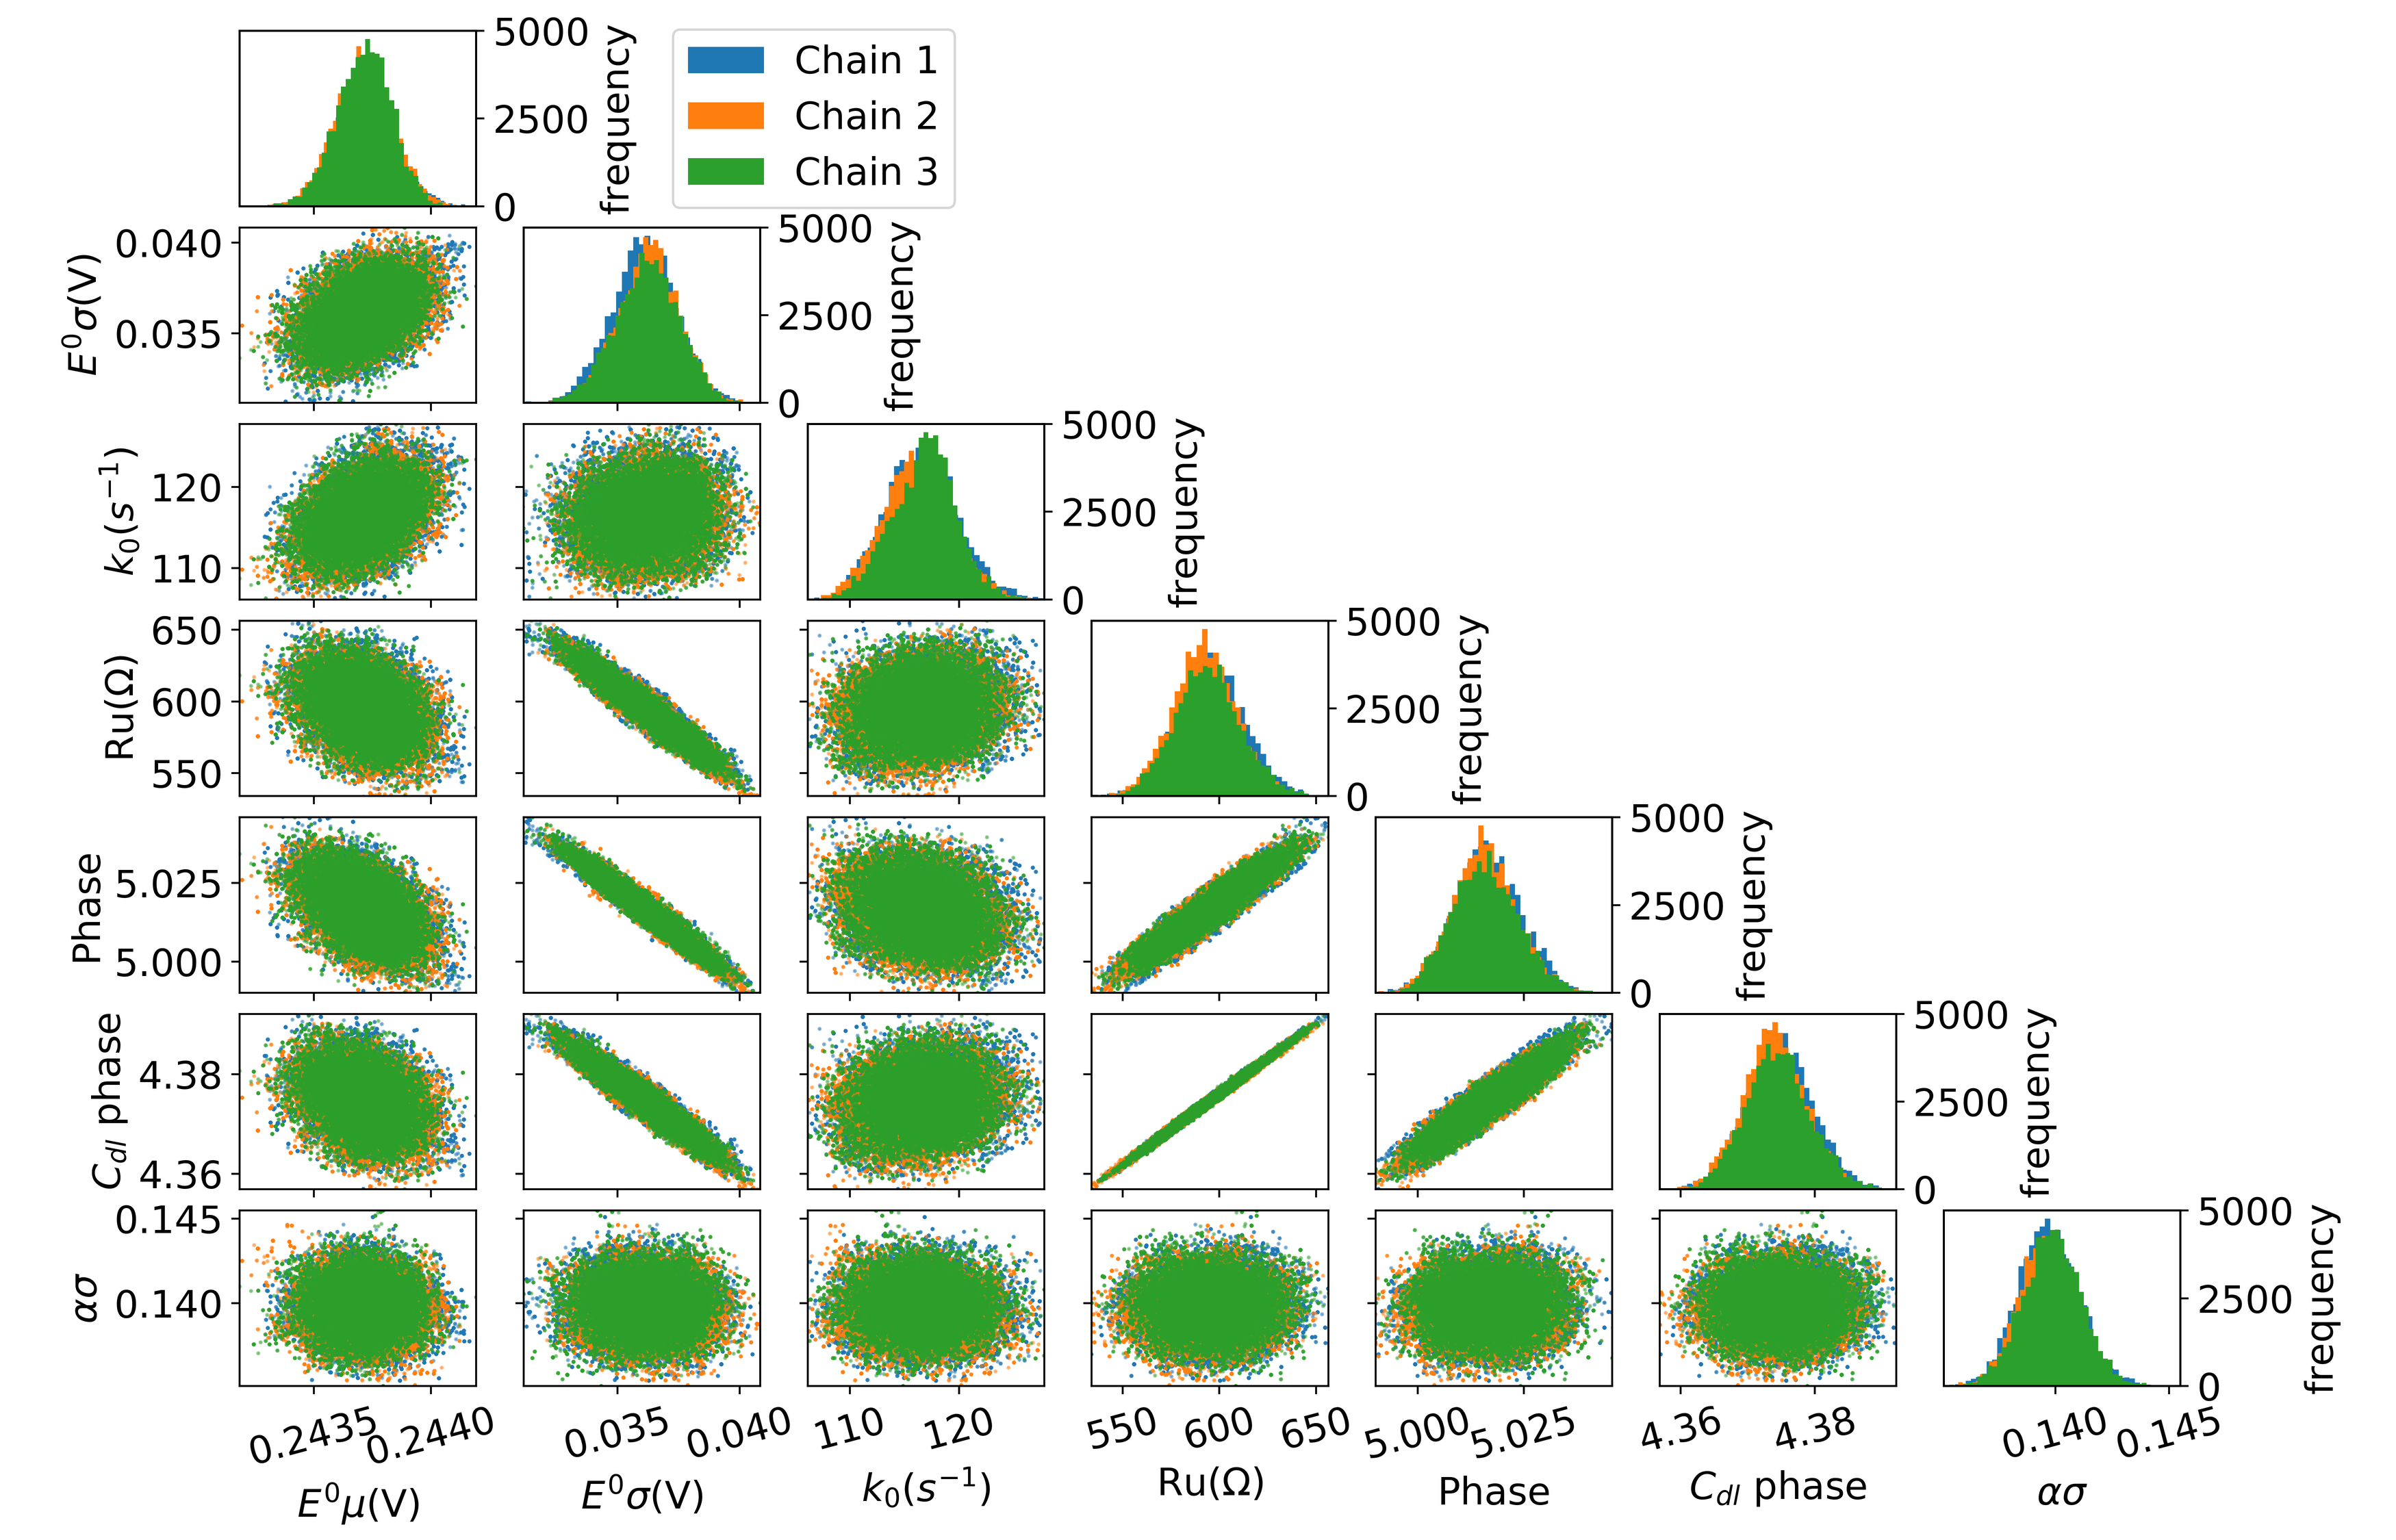 5000
2500
0
frequency
Chain 1
Chain 2
Chain 3
E⁰σ(V)
0.040
0.035
5000
2500
0
frequency
k₀(s⁻¹)
120
110
5000
2500
0
frequency
Ru(Ω)
650
600
550
5000
2500
0
frequency
Phase
5.025
5.000
5000
2500
0
frequency
C_dl phase
4.38
4.36
5000
2500
0
frequency
ασ
0.145
0.140
5000
2500
0
frequency
0.2435 0.2440 0.035 0.040 110 120 550 600 650 5.000 5.025 4.36 4.38 0.140 0.145
E⁰μ(V) E⁰σ(V) k₀(s⁻¹) Ru(Ω) Phase C_dl phase ασ